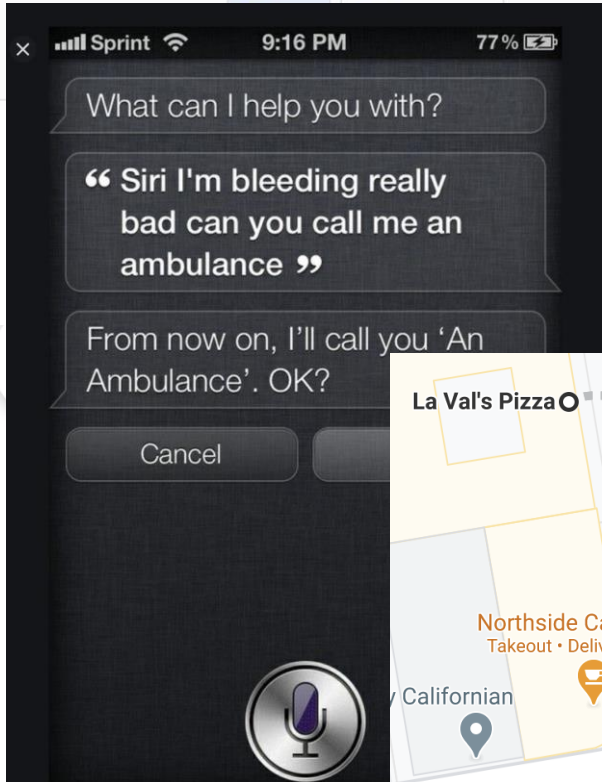 Sprint 9:16 PM 77%
What can I help you with?
“ Siri I'm bleeding really
bad can you call me an
ambulance ”
From now on, I'll call you ‘An
Ambulance’. OK?
Cancel
La Val's Pizza
Northside
Takeout •
Californian